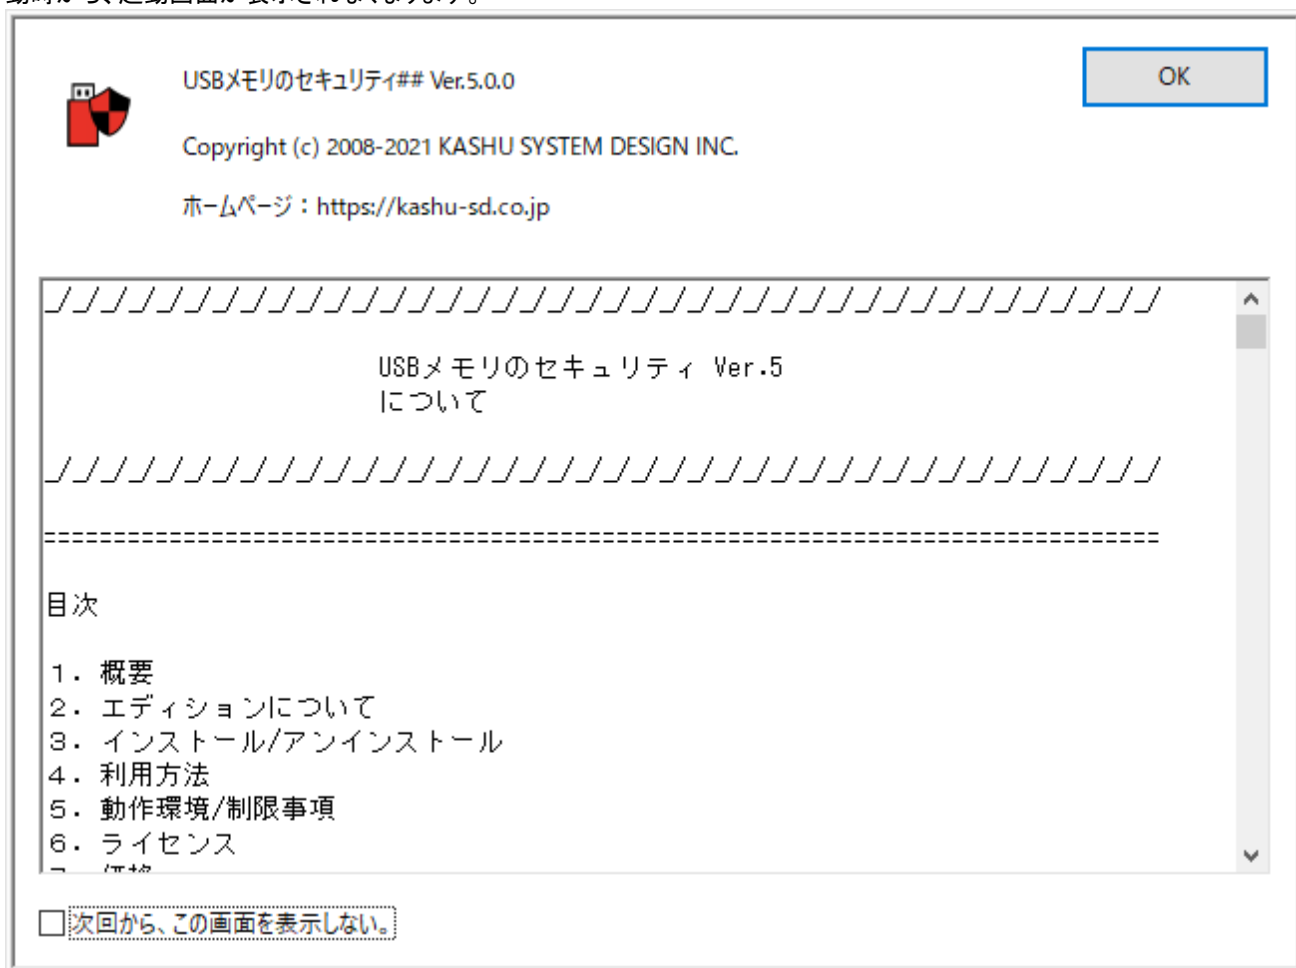 USBメモリのセキュリティ## Ver.5.0.0
OK
Copyright (c) 2008-2021 KASHU SYSTEM DESIGN INC.
ホームページ：https://kashu-sd.co.jp
_/_/_/_/_/_/_/_/_/_/_/_/_/_/_/_/_/_/_/_/_/_/_/_/_/_/_/_/_/_/_/_/_/_/_/_/_/_/_/_/
USBメモリのセキュリティ Ver.5
について
_/_/_/_/_/_/_/_/_/_/_/_/_/_/_/_/_/_/_/_/_/_/_/_/_/_/_/_/_/_/_/_/_/_/_/_/_/_/_/_/
================================================================================
目次
１．概要
２．エディションについて
３．インストール/アンインストール
４．利用方法
５．動作環境/制限事項
６．ライセンス
次回から、この画面を表示しない。